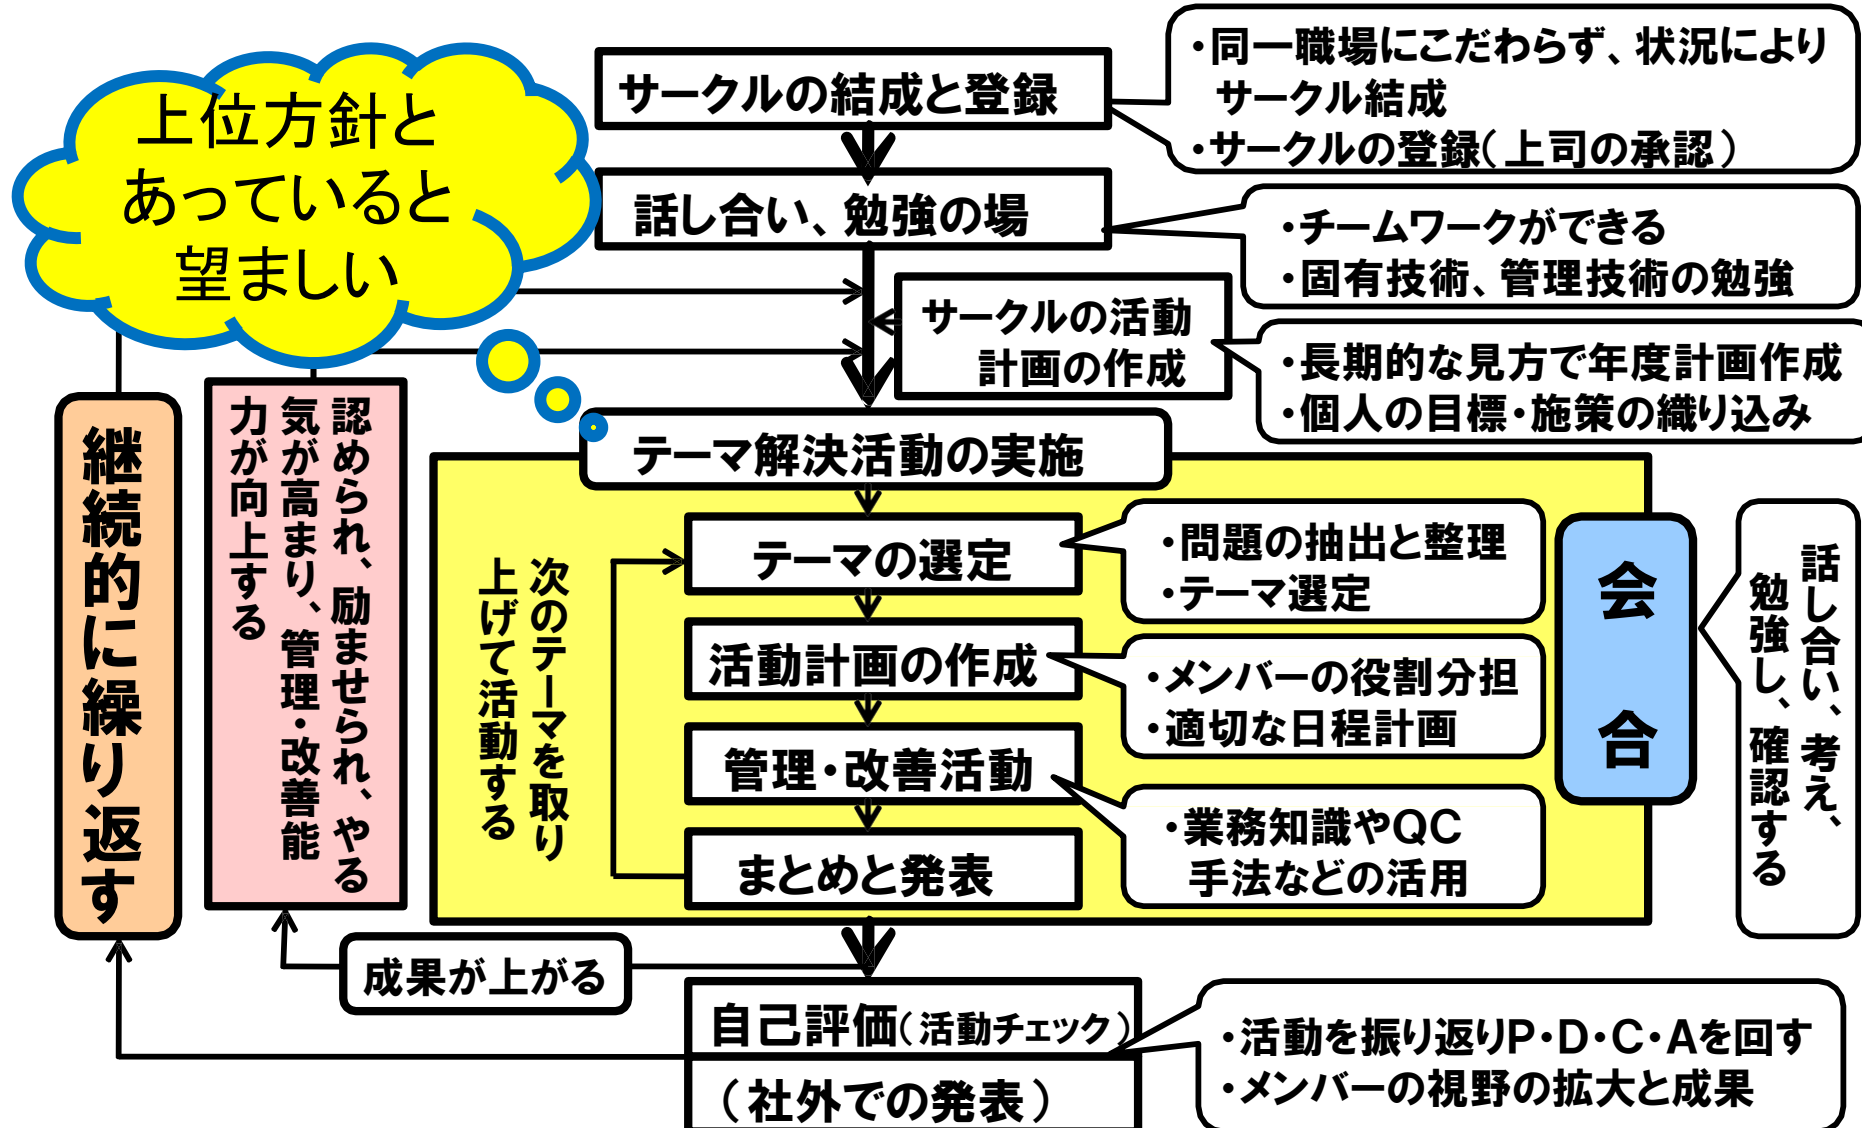 上位方針と
あっていると
望ましい
サークルの結成と登録
・同一職場にこだわらず、状況により
サークル結成
・サークルの登録(上司の承認)
話し合い、勉強の場
・チームワークができる
・固有技術、管理技術の勉強
サークルの活動
計画の作成
・長期的な見方で年度計画作成
・個人の目標・施策の織り込み
テーマ解決活動の実施
テーマの選定
・問題の抽出と整理
・テーマ選定
活動計画の作成
・メンバーの役割分担
・適切な日程計画
管理・改善活動
・業務知識やQC
手法などの活用
まとめと発表
次のテーマを取り
上げて活動する
会合
話し合い、考え、
勉強し、確認する
認められ、励ませられ、やる
気が高まり、管理・改善能
力が向上する
継続的に繰り返す
成果が上がる
自己評価(活動チェック)
(社外での発表)
・活動を振り返りP・D・C・Aを回す
・メンバーの視野の拡大と成果